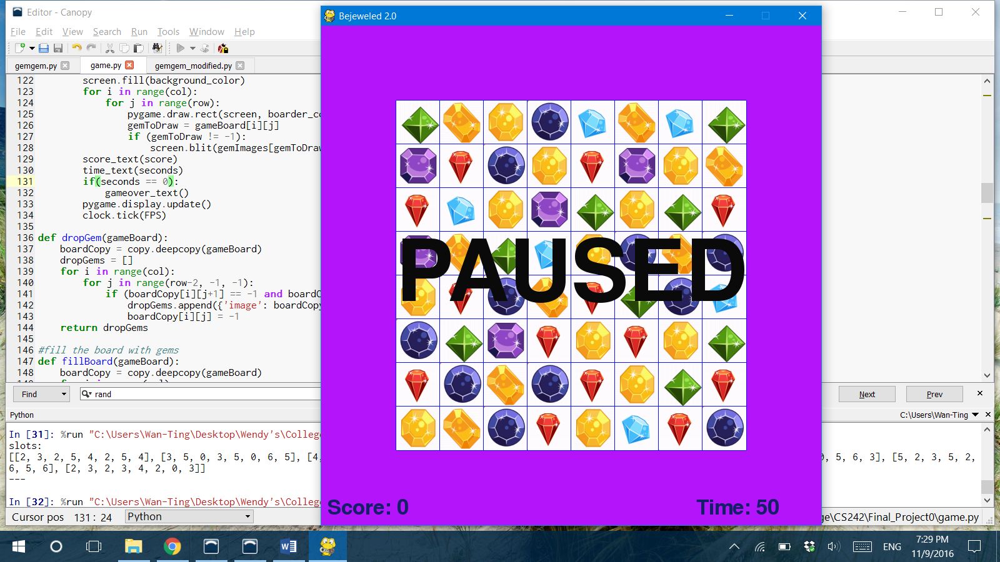 Editor - Canopy
File Edit View Search Run Tools Window Help
gemgem.py game.py gemgem_modified.py
122 screen.fill(background_color)
123 for i in range(col):
124 for j in range(row):
125 pygame.draw.rect(screen, boarder_co
126 gemToDraw = gameBoard[i][j]
127 if (gemToDraw != -1):
128 screen.blit(gemImages[gemToDraw
129 score_text(score)
130 time_text(seconds)
131 if(seconds == 0):
132 gameover_text()
133 pygame.display.update()
134 clock.tick(FPS)
135
136 def dropGem(gameBoard):
137 boardCopy = copy.deepcopy(gameBoard)
138 dropGems = []
139 for i in range(col):
140 for j in range(row-2, -1, -1):
141 if (boardCopy[i][j+1] == -1 and boardC
142 dropGems.append({'image': boardCopy
143 boardCopy[i][j] = -1
144 return dropGems
145
146 #fill the board with gems
147 def fillBoard(gameBoard):
148 boardCopy = copy.deepcopy(gameBoard)
Find rand Next Prev
Python C:\Users\Wan-Ting
In [31]: %run "C:\Users\Wan-Ting\Desktop\Wendy's\College
slots:
[[2, 3, 2, 5, 4, 2, 5, 4], [3, 5, 0, 3, 5, 0, 6, 5], [4, 0, 5, 6, 3], [5, 2, 3, 5, 2,
6, 5, 6], [2, 3, 2, 3, 4, 2, 0, 3]]
---
In [32]: %run "C:\Users\Wan-Ting\Desktop\Wendy's\College
Cursor pos 131 : 24 Python ge\CS242\Final_Project0\game.py
Bejeweled 2.0
PAUSED
Score: 0 Time: 50
ENG 7:29 PM
11/9/2016